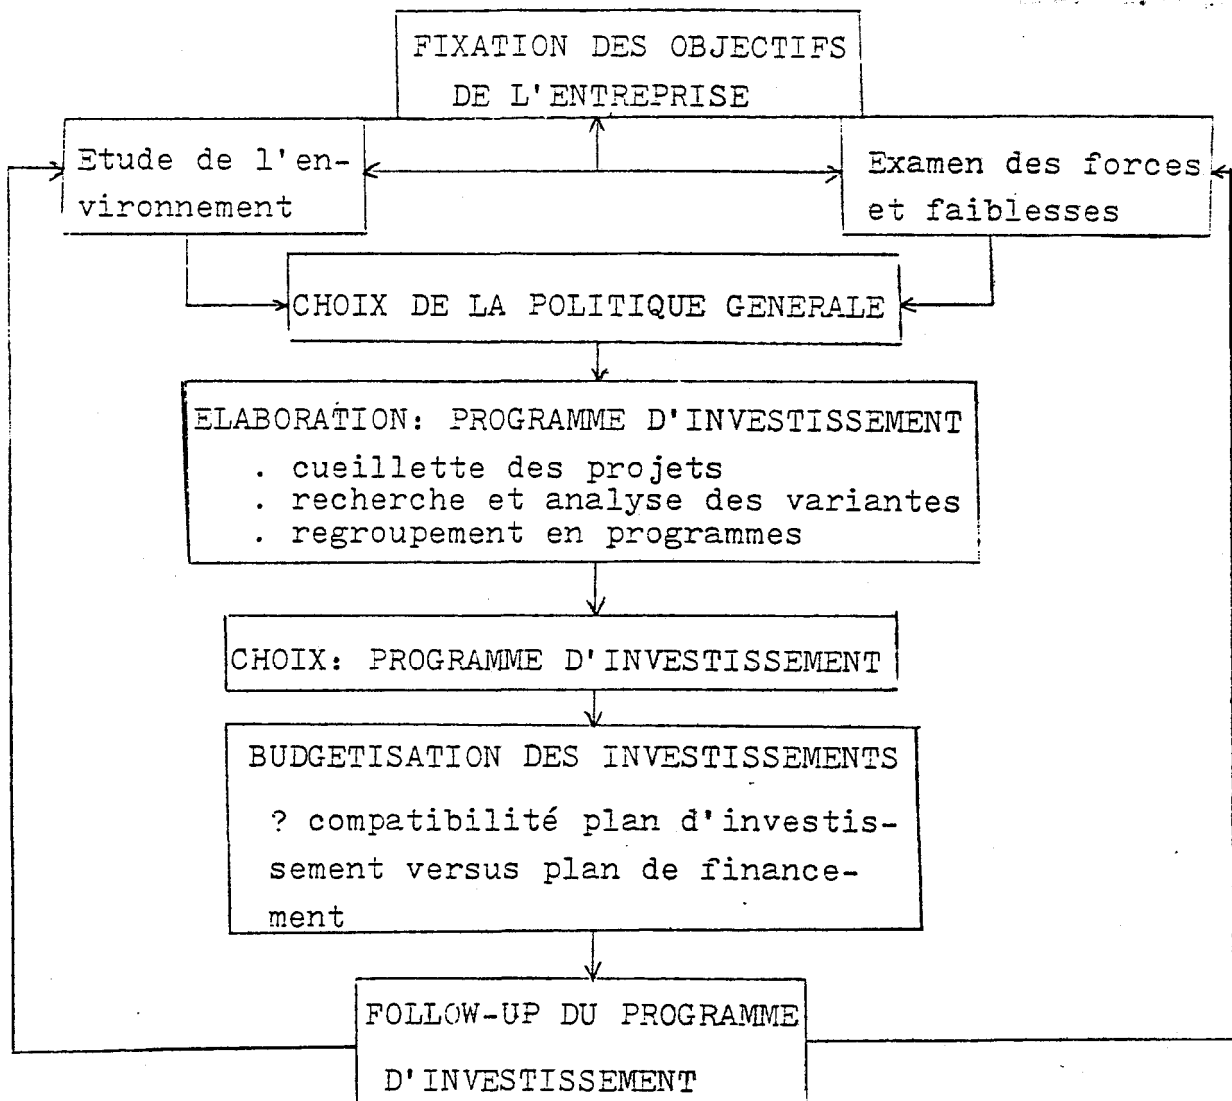 FIXATION DES OBJECTIFS
DE L'ENTREPRISE
Etude de l'en-
vironnement
Examen des forces
et faiblesses
CHOIX DE LA POLITIQUE GENERALE
ELABORATION: PROGRAMME D'INVESTISSEMENT
. cueillette des projets
. recherche et analyse des variantes
. regroupement en programmes
CHOIX: PROGRAMME D'INVESTISSEMENT
BUDGETISATION DES INVESTISSEMENTS
? compatibilité plan d'investis-
sement versus plan de finance-
ment
FOLLOW-UP DU PROGRAMME
D'INVESTISSEMENT